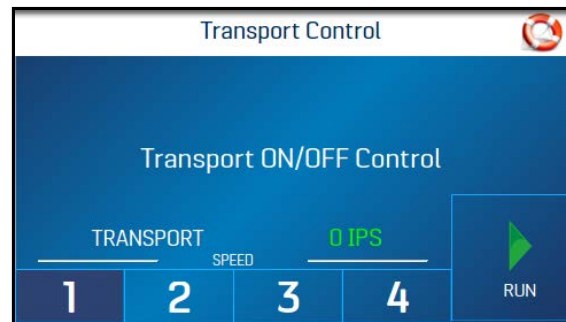 Transport Control
Transport ON/OFF Control
TRANSPORT 0 IPS
SPEED
1 2 3 4 RUN